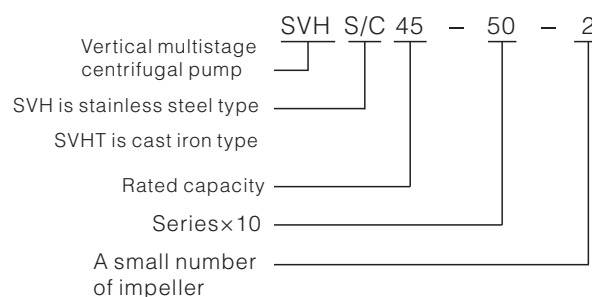 SVH S/C 45 – 50 – 2
Vertical multistage
centrifugal pump
SVH is stainless steel type
SVHT is cast iron type
Rated capacity
Series×10
A small number
of impeller